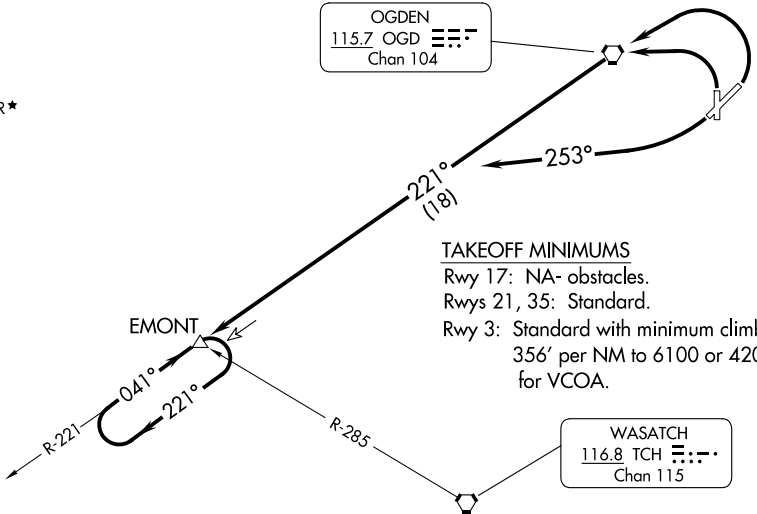 OGDEN
115.7 OGD
Chan 104
R★
253°
221°
(18)
TAKEOFF MINIMUMS
Rwy 17: NA- obstacles.
Rwys 21, 35: Standard.
Rwy 3: Standard with minimum climb
356' per NM to 6100 or 420
for VCOA.
EMONT
041°
221°
R-221
R-285
WASATCH
116.8 TCH
Chan 115